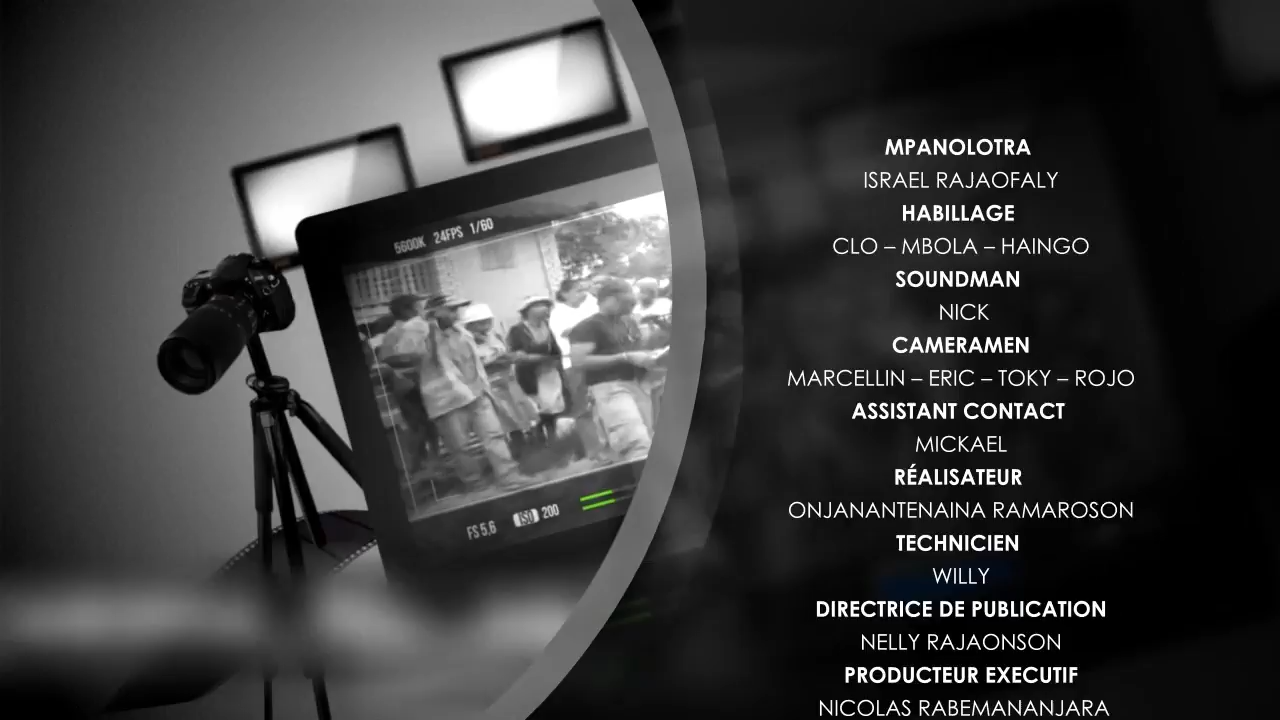 5600K 24FPS 1/60
FS 5,6 ISO 200
MPANOLOTRA
ISRAEL RAJAOFALY
HABILLAGE
CLO – MBOLA – HAINGO
SOUNDMAN
NICK
CAMERAMEN
MARCELLIN – ERIC – TOKY – ROJO
ASSISTANT CONTACT
MICKAEL
RÉALISATEUR
ONJANANTENAINA RAMAROSON
TECHNICIEN
WILLY
DIRECTRICE DE PUBLICATION
NELLY RAJAONSON
PRODUCTEUR EXECUTIF
NICOLAS RABEMANANJARA